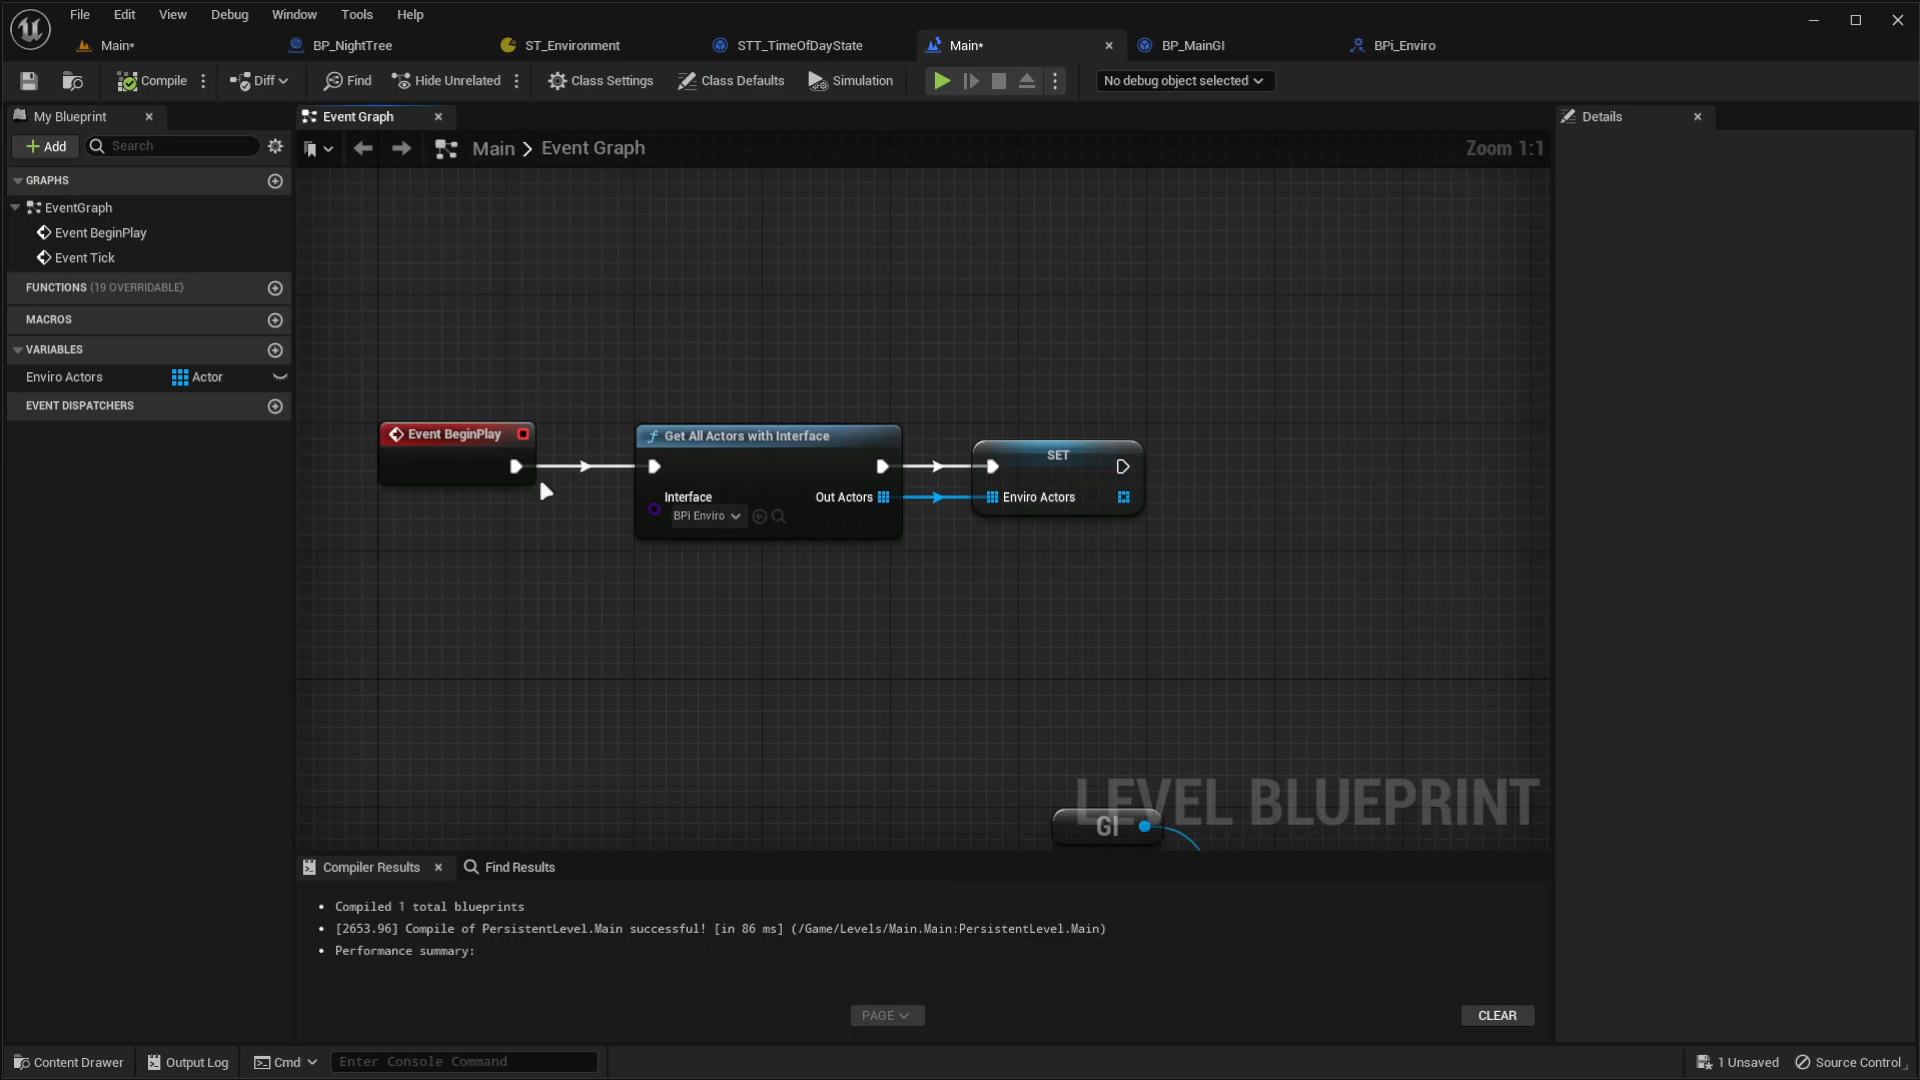 File Edit View Debug Window Tools Help
Main* BP_NightTree ST_Environment STT_TimeOfDayState Main* BP_MainGI BPi_Enviro
Compile Diff Find Hide Unrelated Class Settings Class Defaults Simulation No debug object selected
My Blueprint Event Graph Details
Add Search Main > Event Graph Zoom 1:1
GRAPHS
EventGraph
Event BeginPlay
Event Tick
FUNCTIONS (19 OVERRIDABLE)
MACROS
VARIABLES
Enviro Actors Actor
EVENT DISPATCHERS
Event BeginPlay
Get All Actors with Interface
Interface Out Actors
BPi Enviro
SET
Enviro Actors
GI
LEVEL BLUEPRINT
Compiler Results Find Results
Compiled 1 total blueprints
[2653.96] Compile of PersistentLevel.Main successful! [in 86 ms] (/Game/Levels/Main.Main:PersistentLevel.Main)
Performance summary:
PAGE CLEAR
Content Drawer Output Log Cmd Enter Console Command 1 Unsaved Source Control